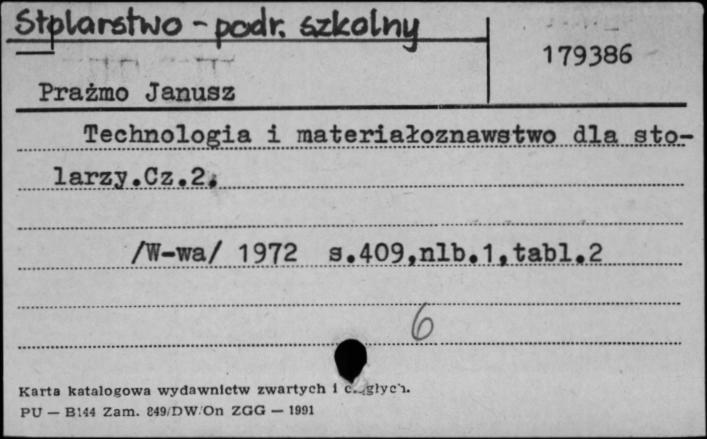 Stolarstwo - podr. szkolny
179386
Prażmo Janusz
Technologia i materiałoznawstwo dla sto-
larzy.Cz.2.
/W-wa/ 1972 s.409,nlb.1,tabl.2
6
Karta katalogowa wydawnictw zwartych i ciągłych.
PU — B144 Zam. 849/DW/On ZGG — 1991